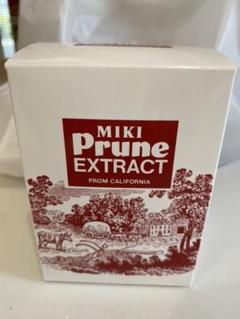 MIKI
Prune
EXTRACT
FROM CALIFORNIA